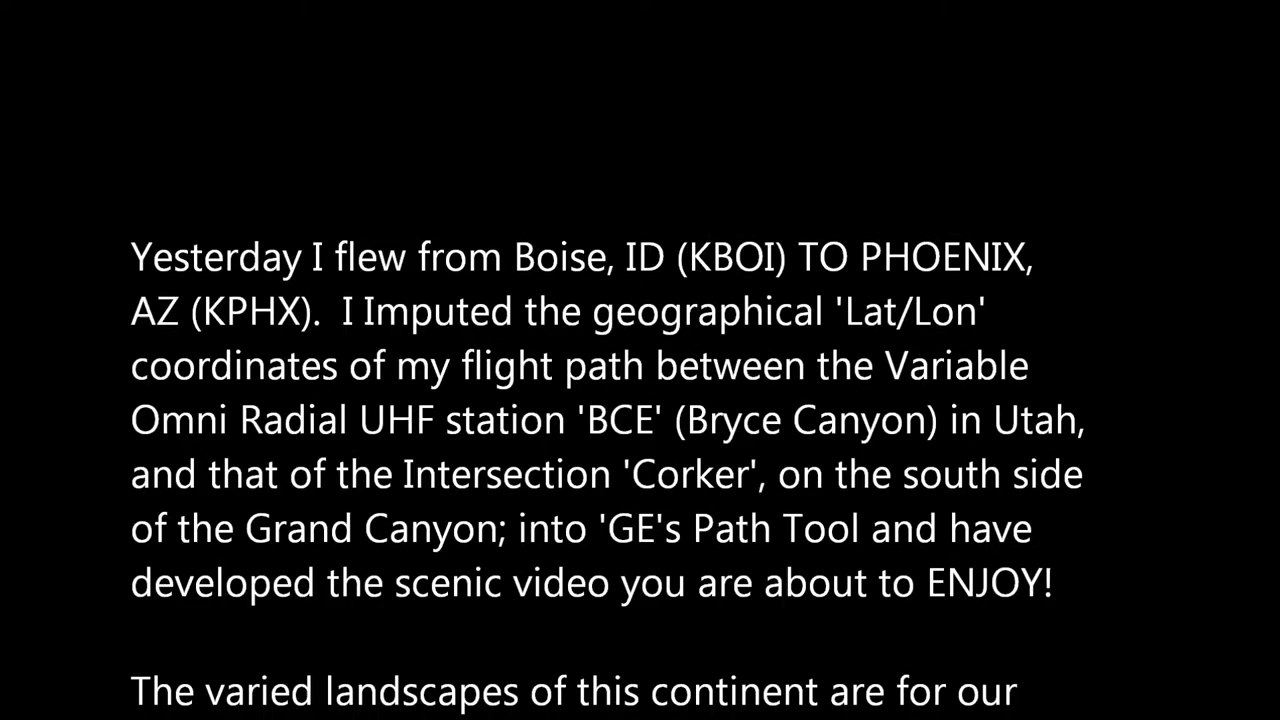 Yesterday I flew from Boise, ID (KBOI) TO PHOENIX,
AZ (KPHX).  I Imputed the geographical 'Lat/Lon'
coordinates of my flight path between the Variable
Omni Radial UHF station 'BCE' (Bryce Canyon) in Utah,
and that of the Intersection 'Corker', on the south side
of the Grand Canyon; into 'GE's Path Tool and have
developed the scenic video you are about to ENJOY!
The varied landscapes of this continent are for our